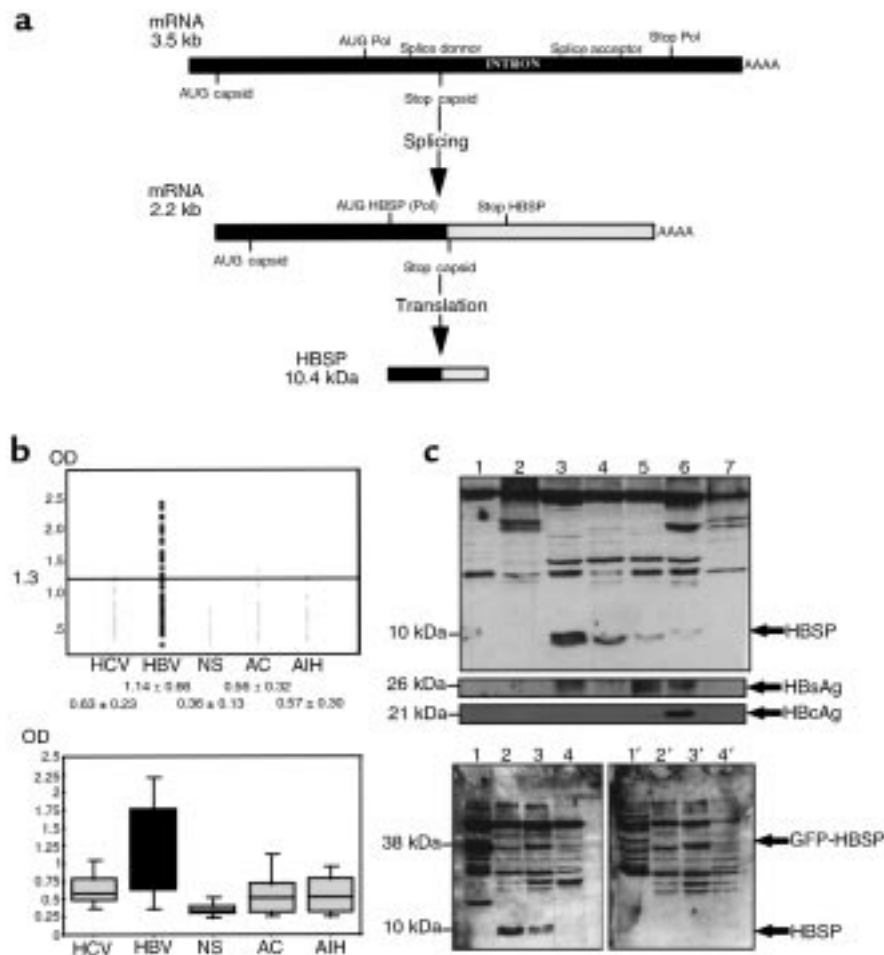 a
mRNA
3.5 kb
AUG Pol
Splice donnor
Splice acceptor
Stop Pol
INTRON
AAAA
AUG capsid
Stop capsid
Splicing
mRNA
2.2 kb
AUG HBSP (Pol)
Stop HBSP
AAAA
AUG capsid
Stop capsid
Translation
HBSP
10.4 kDa
b
OD
2.5
2.0
1.5
1.3
1.0
.5
HCV HBV NS AC AIH
1.14 ± 0.68 0.56 ± 0.32
0.63 ± 0.23 0.36 ± 0.13 0.57 ± 0.30
OD
2.5
2.25
2
1.75
1.5
1.25
1
0.75
0.5
0.25
0
HCV HBV NS AC AIH
c
1 2 3 4 5 6 7
10 kDa
HBSP
26 kDa
HBsAg
21 kDa
HBcAg
1 2 3 4
1' 2' 3' 4'
38 kDa
GFP-HBSP
10 kDa
HBSP